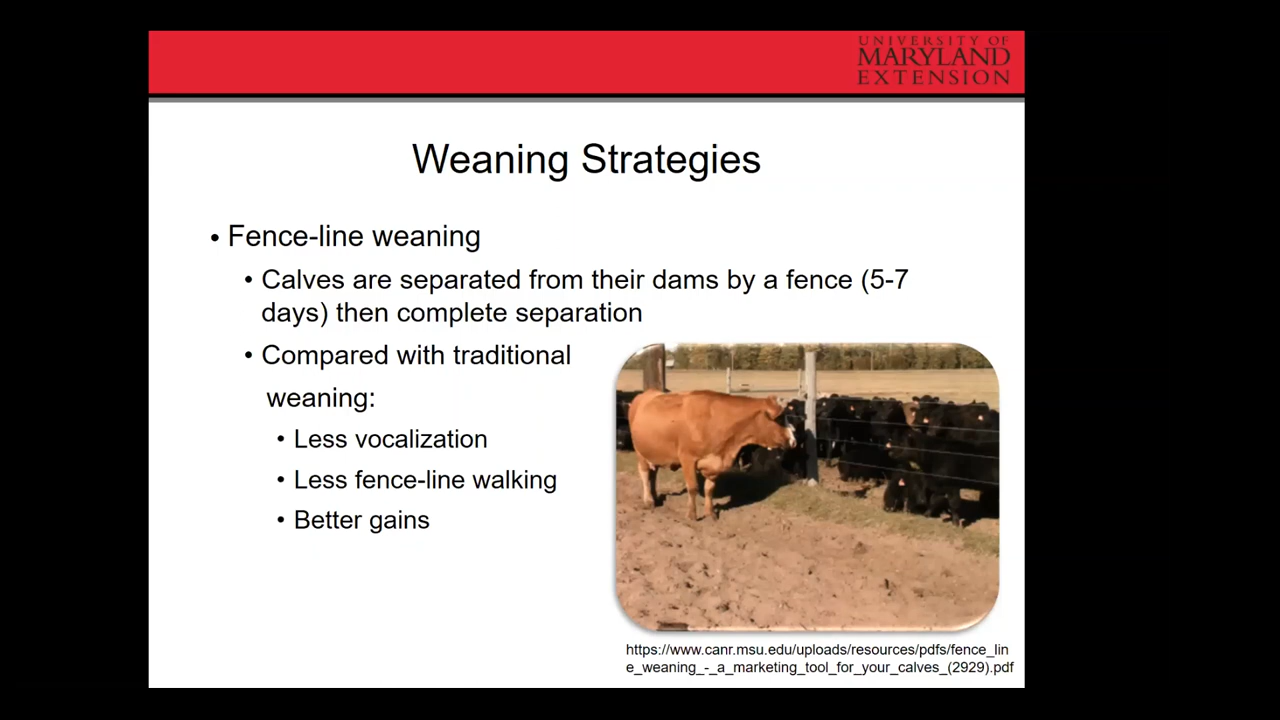 UNIVERSITY OF
MARYLAND
EXTENSION
Weaning Strategies
• Fence-line weaning
• Calves are separated from their dams by a fence (5-7
days) then complete separation
• Compared with traditional
weaning:
• Less vocalization
• Less fence-line walking
• Better gains
https://www.canr.msu.edu/uploads/resources/pdfs/fence_lin
e_weaning_-_a_marketing_tool_for_your_calves_(2929).pdf